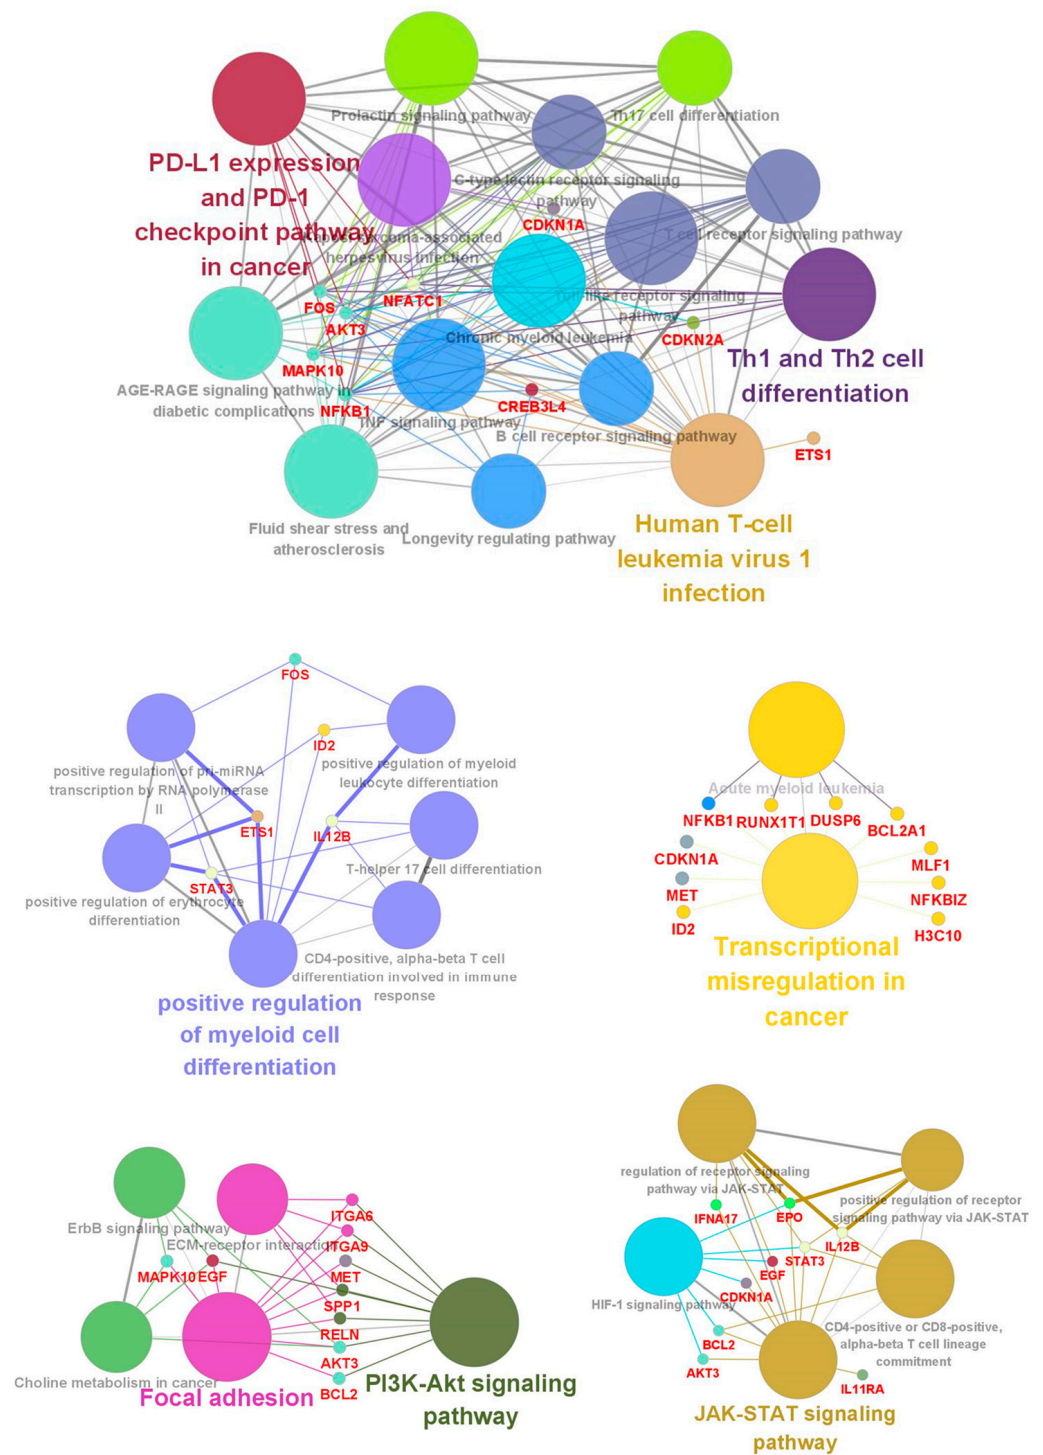 Prolactin signaling pathway
Th17 cell differentiation
PD-L1 expression
and PD-1
checkpoint pathway
in cancer
C-type lectin receptor signaling
pathway
CDKN1A
T cell receptor signaling pathway
sarcoma-associated
herpesvirus infection
NFATC1
FOS
AKT3
receptor signaling
pathway
Chronic myeloid leukemia
CDKN2A
Th1 and Th2 cell
differentiation
MAPK10
AGE-RAGE signaling pathway in
diabetic complications
NFKB1
CREB3L4
TNF signaling pathway
B cell receptor signaling pathway
ETS1
Fluid shear stress and
atherosclerosis
Longevity regulating pathway
Human T-cell
leukemia virus 1
infection
FOS
ID2
positive regulation of pri-miRNA
transcription by RNA polymerase
II
positive regulation of myeloid
leukocyte differentiation
ETS1
IL12B
T-helper 17 cell differentiation
STAT3
positive regulation of erythrocyte
differentiation
CD4-positive, alpha-beta T cell
differentiation involved in immune
response
positive regulation
of myeloid cell
differentiation
Acute myeloid leukemia
NFKB1
RUNX1T1
DUSP6
BCL2A1
CDKN1A
MLF1
MET
NFKBIZ
ID2
H3C10
Transcriptional
misregulation in
cancer
ErbB signaling pathway
ECM-receptor interaction
ITGA6
ITGA9
MAPK10
EGF
MET
SPP1
RELN
AKT3
BCL2
Choline metabolism in cancer
Focal adhesion
PI3K-Akt signaling
pathway
regulation of receptor signaling
pathway via JAK-STAT
positive regulation of receptor
signaling pathway via JAK-STAT
IFNA17
EPO
IL12B
STAT3
EGF
CDKN1A
HIF-1 signaling pathway
BCL2
CD4-positive or CD8-positive,
alpha-beta T cell lineage
commitment
AKT3
IL11RA
JAK-STAT signaling
pathway